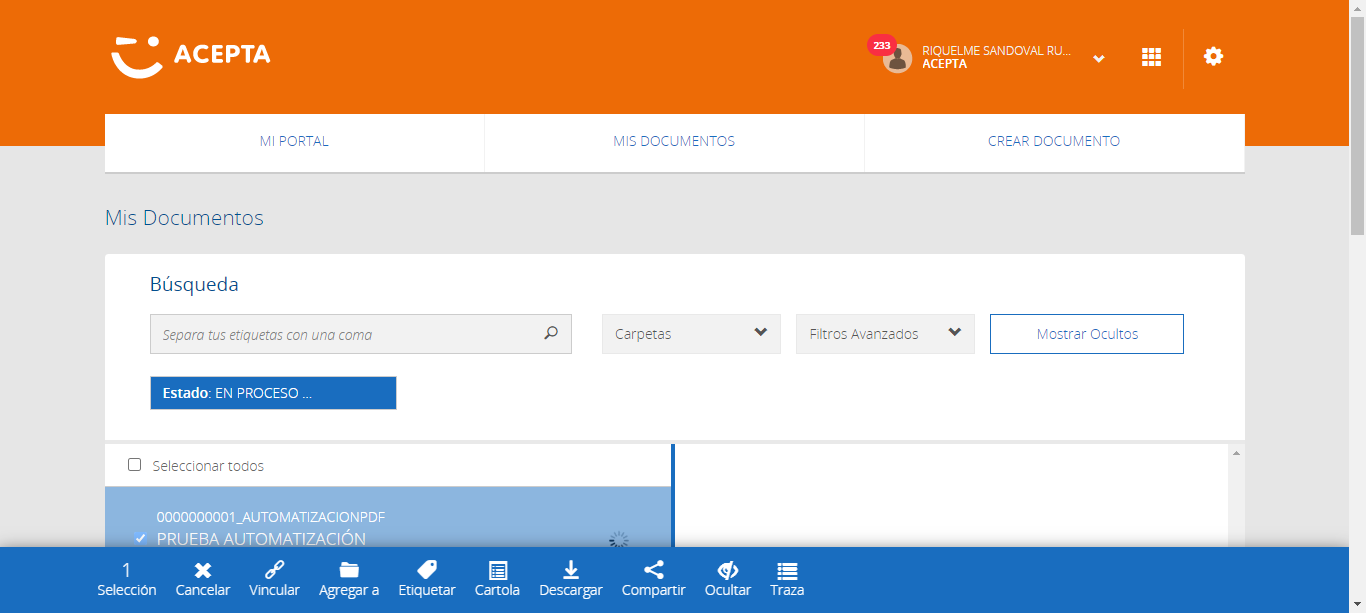 ACEPTA
233
RIQUELME SANDOVAL RU...
ACEPTA
MI PORTAL
MIS DOCUMENTOS
CREAR DOCUMENTO
Mis Documentos
Búsqueda
Separa tus etiquetas con una coma
Carpetas
Filtros Avanzados
Mostrar Ocultos
Estado: EN PROCESO ...
Seleccionar todos
0000000001_AUTOMATIZACIONPDF
PRUEBA AUTOMATIZACIÓN
1
Selección
Cancelar
Vincular
Agregar a
Etiquetar
Cartola
Descargar
Compartir
Ocultar
Traza